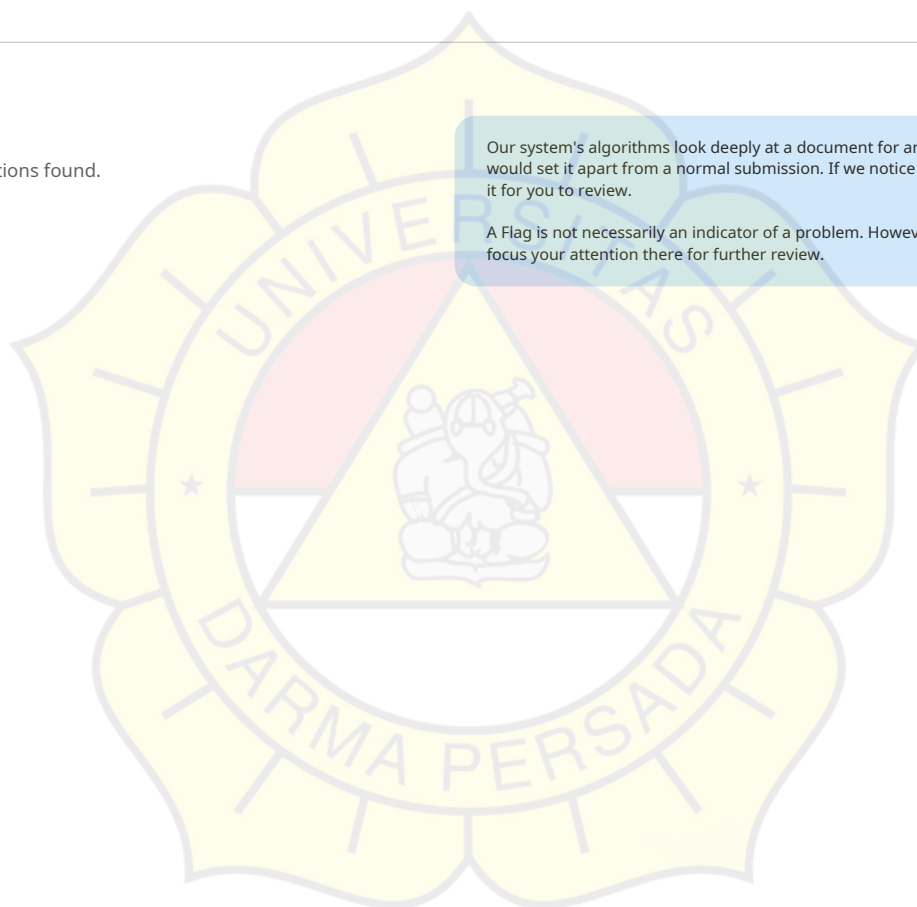 tions found.
Our system's algorithms look deeply at a document for an
would set it apart from a normal submission. If we notice
it for you to review.
A Flag is not necessarily an indicator of a problem. Howev
focus your attention there for further review.
UNIVERSITAS
DARMA PERSADA